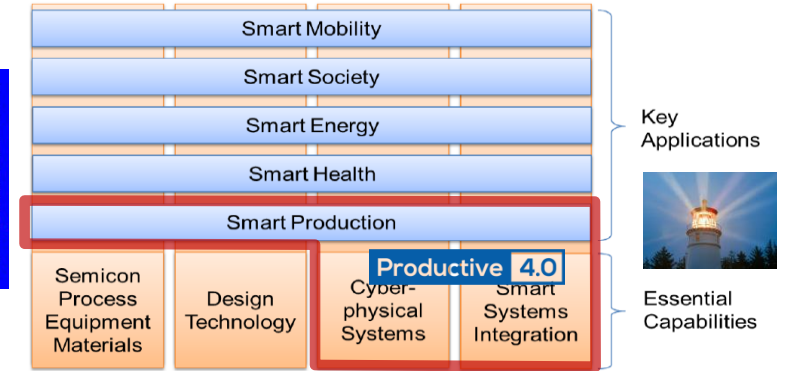 Smart Mobility
Smart Society
Smart Energy
Smart Health
Smart Production
Key
Applications
Productive 4.0
Semicon
Process
Equipment
Materials
Design
Technology
Cyber-
physical
Systems
Smart
Systems
Integration
Essential
Capabilities